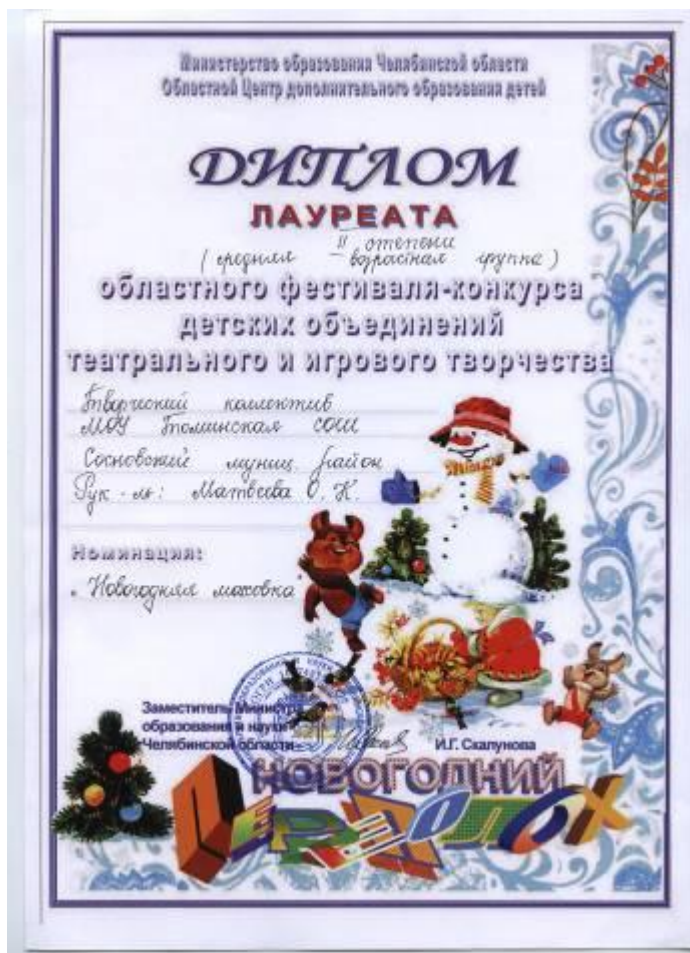 Министерство образования Челябинской области
Областной Центр дополнительного образования детей
ДИПЛОМ
ЛАУРЕАТА
II степени
(средняя – возрастная группа)
областного фестиваля-конкурса
детских объединений
театрального и игрового творчества
Творческий коллектив
МОУ Томинская СОШ
Сосновский муниц. район
Рук-ль: Матвеева О. К.
Номинация:
Новогодняя маховка
Заместитель Министра
образования и науки
Челябинской области
И.Г. Скалунова
НОВОГОДНИЙ
ПЕРЕПОЛОХ